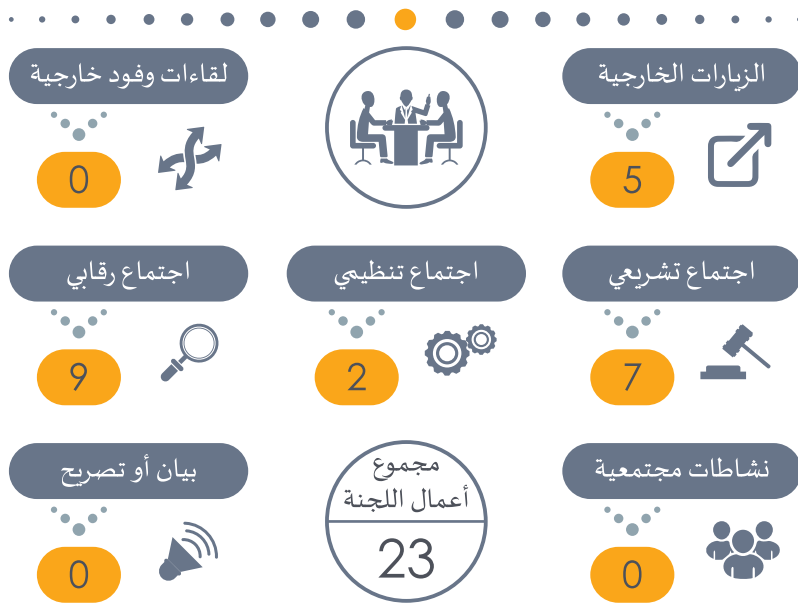 الزيارات الخارجية
5
لقاءات وفود خارجية
0
اجتماع تشريعي
7
اجتماع تنظيمي
2
اجتماع رقابي
9
نشاطات مجتمعية
0
مجموع
أعمال اللجنة
23
بيان أو تصريح
0